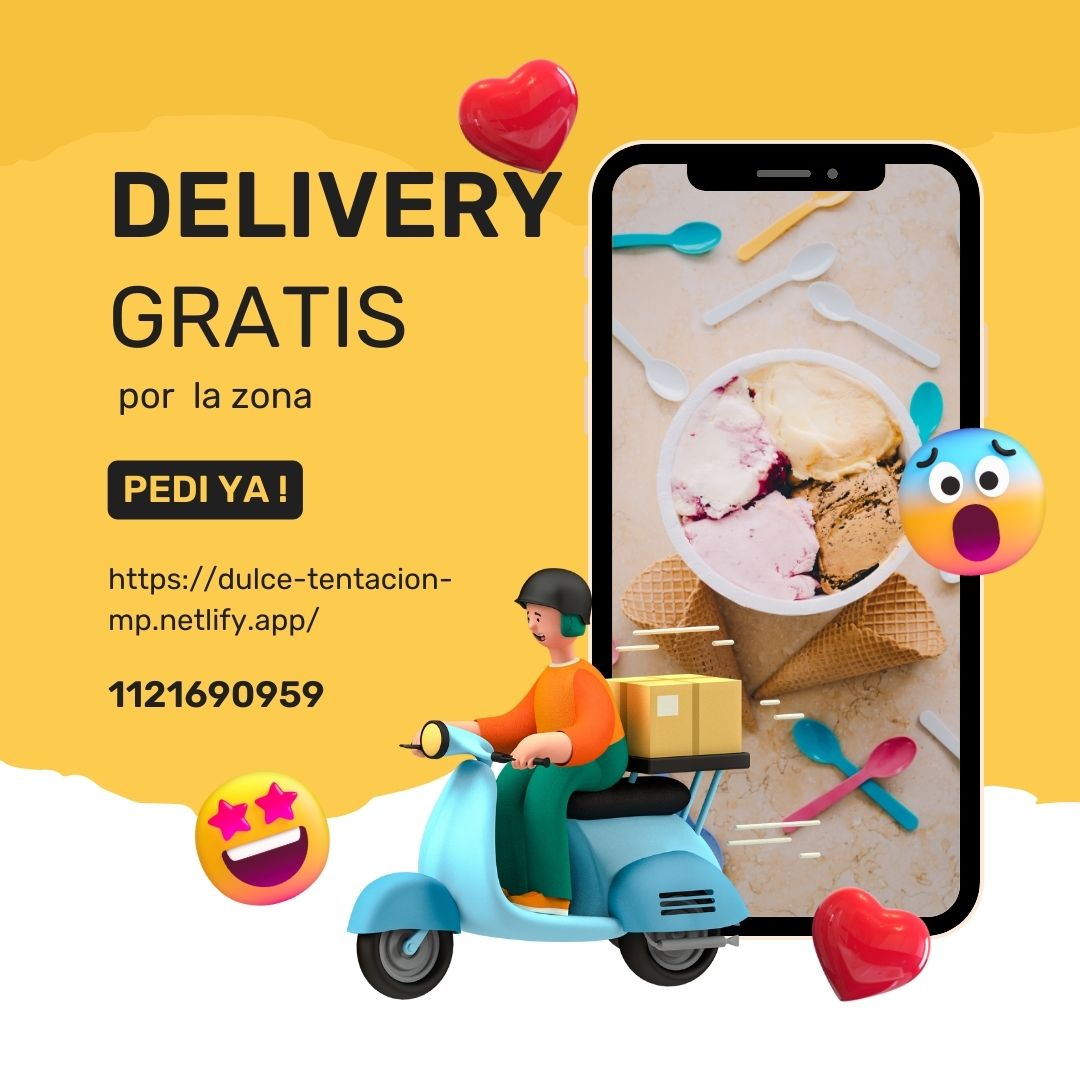 DELIVERY
GRATIS
por la zona
PEDI YA !
https://dulce-tentacion-
mp.netlify.app/
1121690959